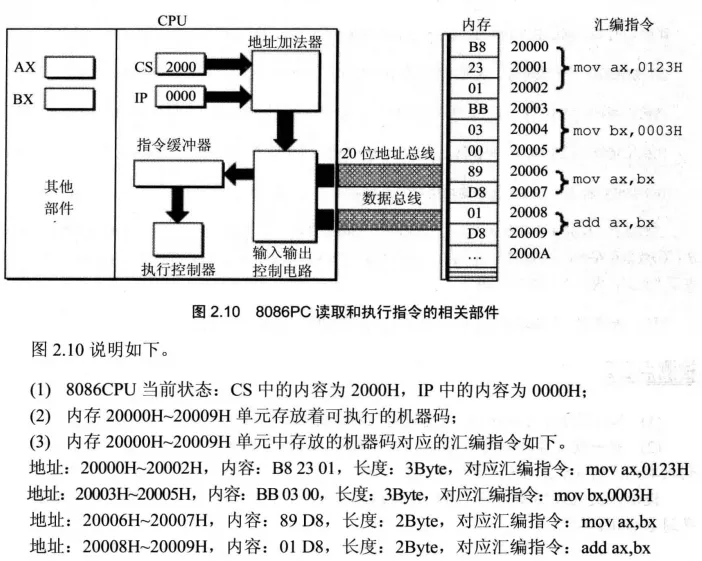 CPU
内存
汇编指令
地址加法器
AX
BX
CS 2000
IP 0000
指令缓冲器
其他
部件
执行控制器
输入输出
控制电路
20 位地址总线
数据总线
B8 20000
23 20001
01 20002
mov ax,0123H
BB 20003
03 20004
00 20005
mov bx,0003H
89 20006
D8 20007
mov ax,bx
01 20008
D8 20009
add ax,bx
… 2000A
图 2.10 8086PC 读取和执行指令的相关部件
图 2.10 说明如下。
(1) 8086CPU 当前状态：CS 中的内容为 2000H，IP 中的内容为 0000H；
(2) 内存 20000H~20009H 单元存放着可执行的机器码；
(3) 内存 20000H~20009H 单元中存放的机器码对应的汇编指令如下。
地址：20000H~20002H，内容：B8 23 01，长度：3Byte，对应汇编指令：mov ax,0123H
地址：20003H~20005H，内容：BB 03 00，长度：3Byte，对应汇编指令：mov bx,0003H
地址：20006H~20007H，内容：89 D8，长度：2Byte，对应汇编指令：mov ax,bx
地址：20008H~20009H，内容：01 D8，长度：2Byte，对应汇编指令：add ax,bx